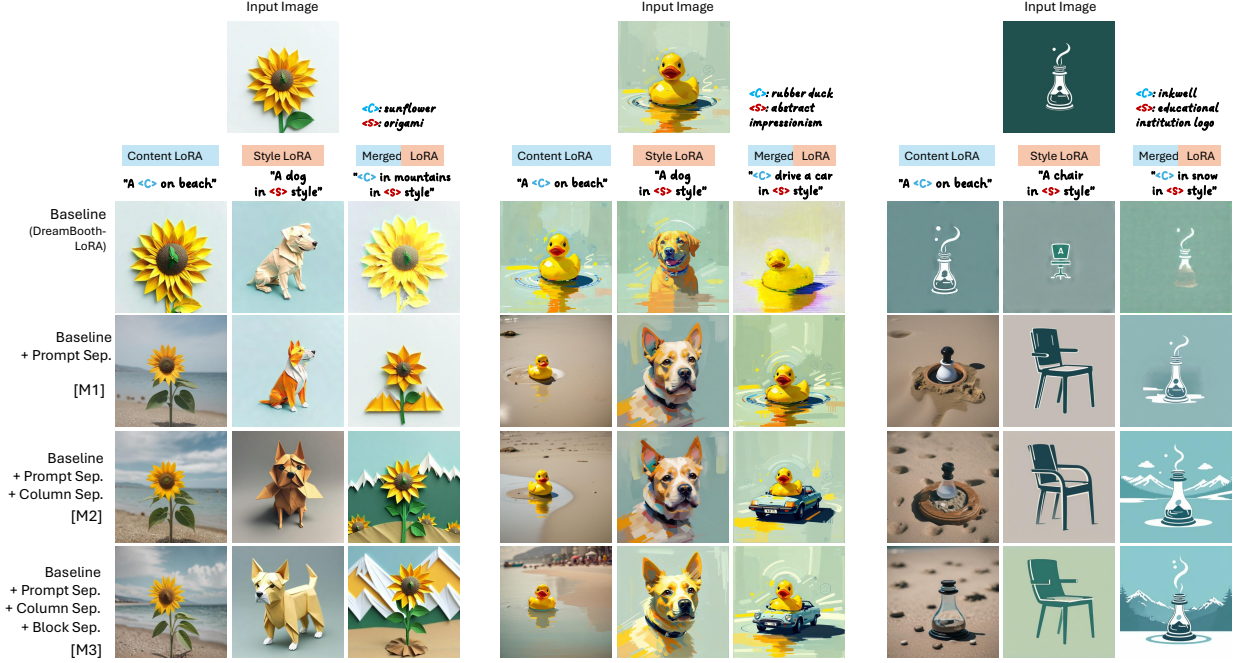 Input Image
<C>: sunflower
<S>: origami
Content LoRA
Style LoRA
Merged LoRA
"A <C> on beach"
"A dog
in <S> style"
"<C> in mountains
in <S> style"
Input Image
<C>: rubber duck
<S>: abstract
impressionism
Content LoRA
Style LoRA
Merged LoRA
"A <C> on beach"
"A dog
in <S> style"
"<C> drive a car
in <S> style"
Input Image
<C>: inkwell
<S>: educational
institution logo
Content LoRA
Style LoRA
Merged LoRA
"A <C> on beach"
"A chair
in <S> style"
"<C> in snow
in <S> style"
Baseline
(DreamBooth-
LoRA)
A
Baseline
+ Prompt Sep.
[M1]
Baseline
+ Prompt Sep.
+ Column Sep.
[M2]
Baseline
+ Prompt Sep.
+ Column Sep.
+ Block Sep.
[M3]